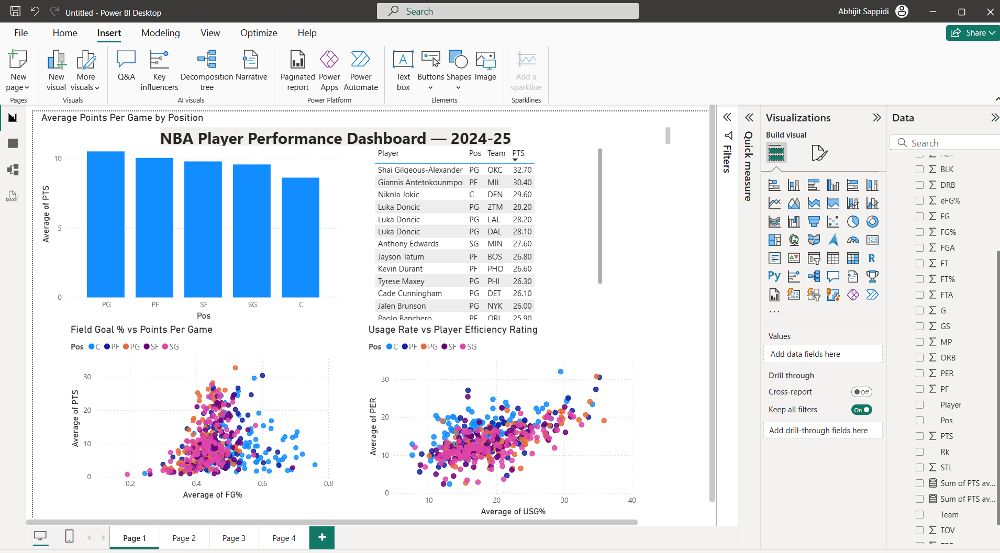 Untitled - Power BI Desktop
Search
Abhijit Sappidi
File Home Insert Modeling View Optimize Help
Share
New page
New visual
More visuals
Q&A
Key influencers
Decomposition tree
Narrative
Paginated report
Power Apps
Power Automate
Text box
Buttons
Shapes
Image
Add a sparkline
Pages
Visuals
AI visuals
Power Platform
Elements
Sparklines
DAX
Average Points Per Game by Position
NBA Player Performance Dashboard — 2024-25
10
5
0
Average of PTS
PG PF SF SG C
Pos
Player Pos Team PTS
Shai Gilgeous-Alexander PG OKC 32.70
Giannis Antetokounmpo PF MIL 30.40
Nikola Jokic C DEN 29.60
Luka Doncic PG 2TM 28.20
Luka Doncic PG LAL 28.20
Luka Doncic PG DAL 28.10
Anthony Edwards SG MIN 27.60
Jayson Tatum PF BOS 26.80
Kevin Durant PF PHO 26.60
Tyrese Maxey PG PHI 26.30
Cade Cunningham PG DET 26.10
Jalen Brunson PG NYK 26.00
Paolo Banchero PF ORL 25.90
Field Goal % vs Points Per Game
Pos C PF PG SF SG
30
20
10
0
Average of PTS
0.2 0.4 0.6 0.8
Average of FG%
Usage Rate vs Player Efficiency Rating
Pos C PF PG SF SG
30
20
10
0
Average of PER
10 20 30 40
Average of USG%
Filters
Quick measure
Visualizations
Build visual
123
R
Py
123
...
Values
Add data fields here
Drill through
Cross-report
Off
Keep all filters
On
Add drill-through fields here
Data
Search
BLK
DRB
eFG%
FG
FG%
FGA
FT
FT%
FTA
G
GS
MP
ORB
PER
PF
Player
Pos
PTS
Rk
STL
Sum of PTS av...
Sum of PTS av...
Team
TOV
Page 1
Page 2
Page 3
Page 4